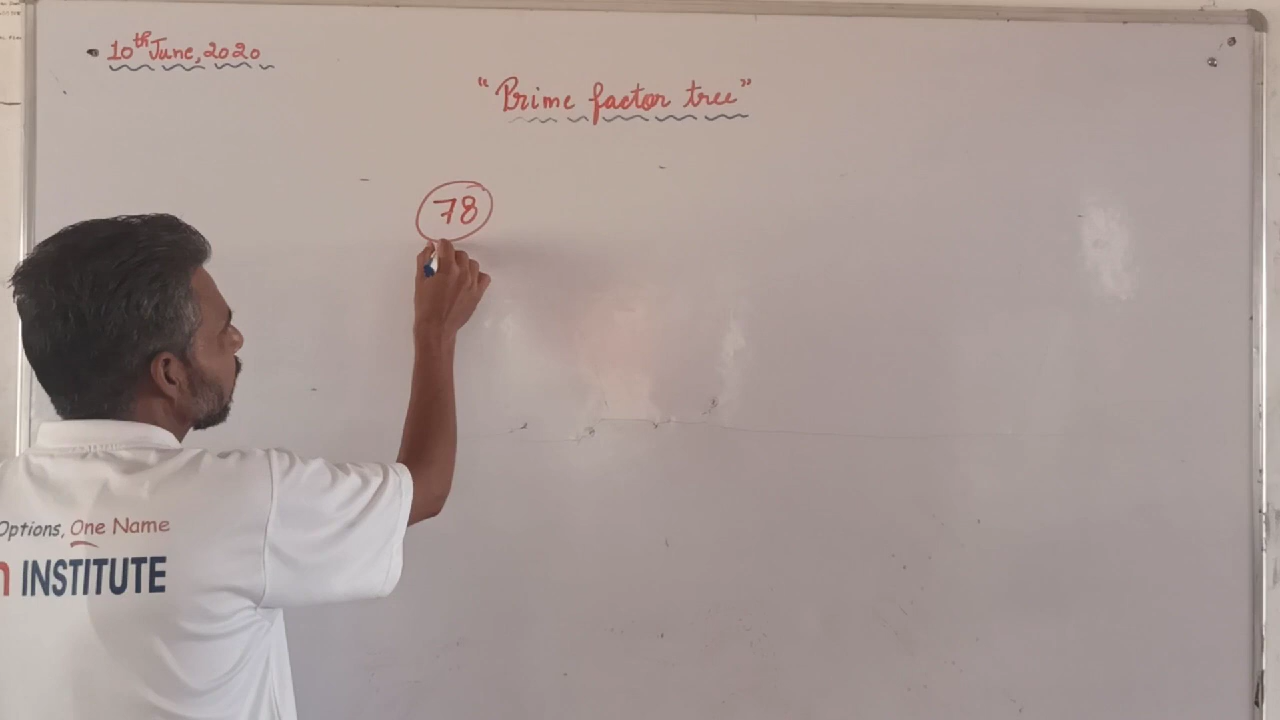 10th June, 2020
"Prime factor tree"
78
Options, One Name
INSTITUTE